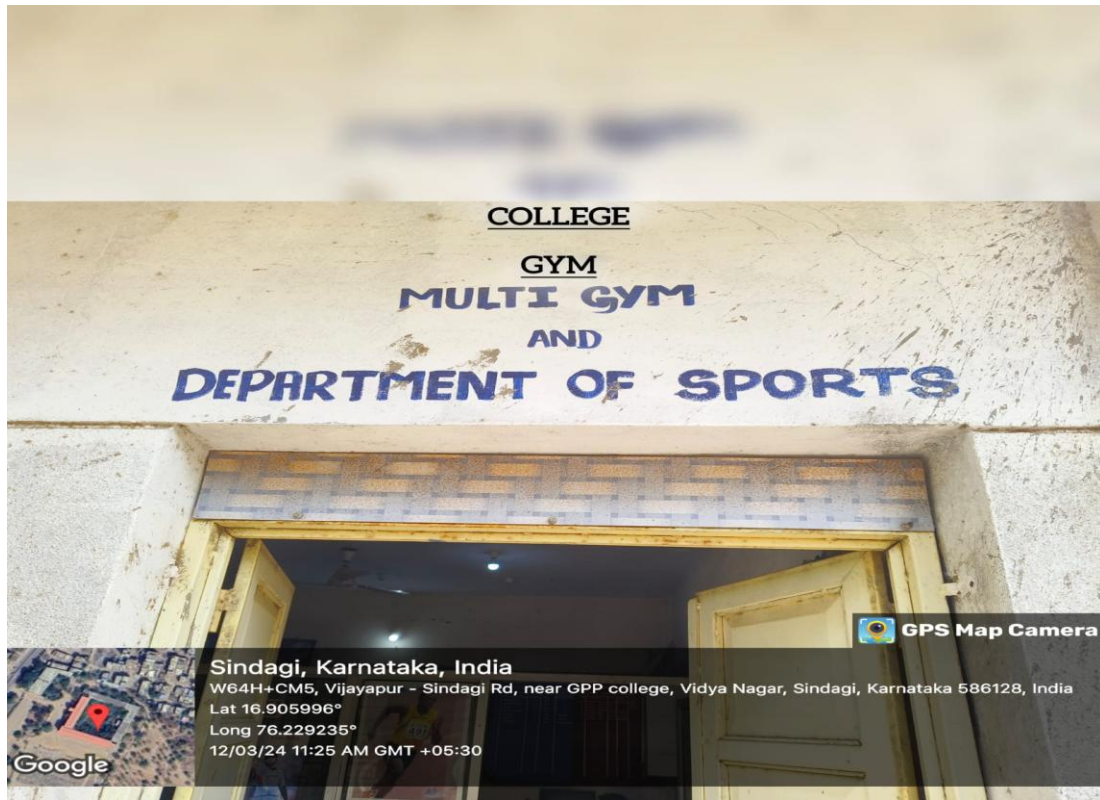 COLLEGE
GYM
MULTI GYM
AND
DEPARTMENT OF SPORTS
GPS Map Camera
Sindagi, Karnataka, India
W64H+CM5, Vijayapur - Sindagi Rd, near GPP college, Vidya Nagar, Sindagi, Karnataka 586128, India
Lat 16.905996°
Long 76.229235°
12/03/24 11:25 AM GMT +05:30
Google